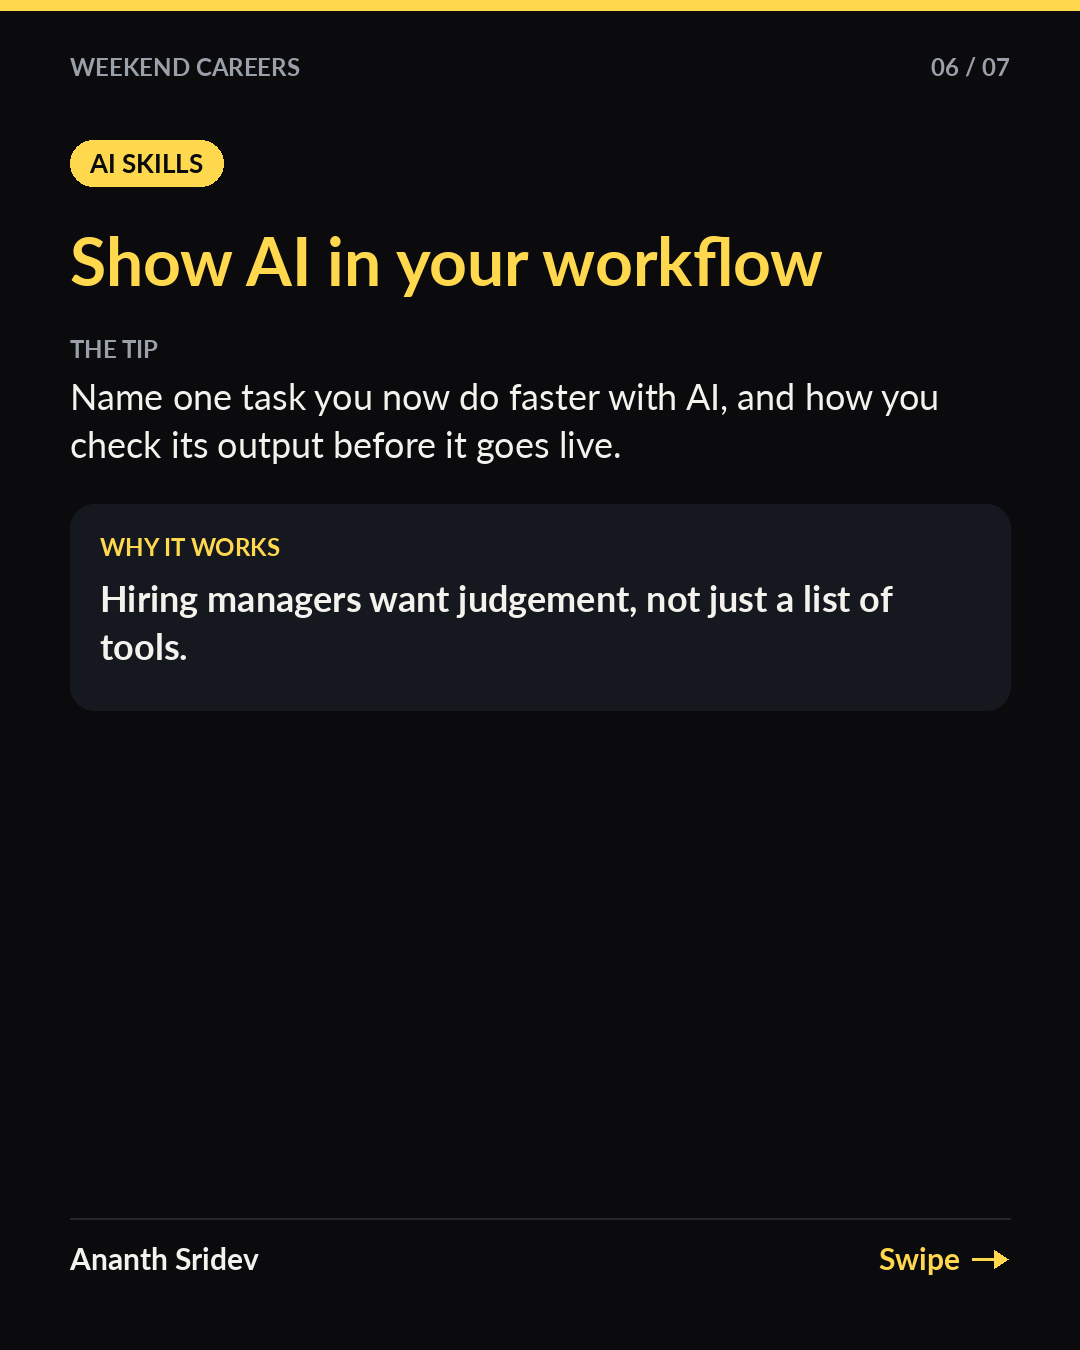 WEEKEND CAREERS
06 / 07
AI SKILLS
Show AI in your workflow
THE TIP
Name one task you now do faster with AI, and how you
check its output before it goes live.
WHY IT WORKS
Hiring managers want judgement, not just a list of
tools.
Ananth Sridev
Swipe